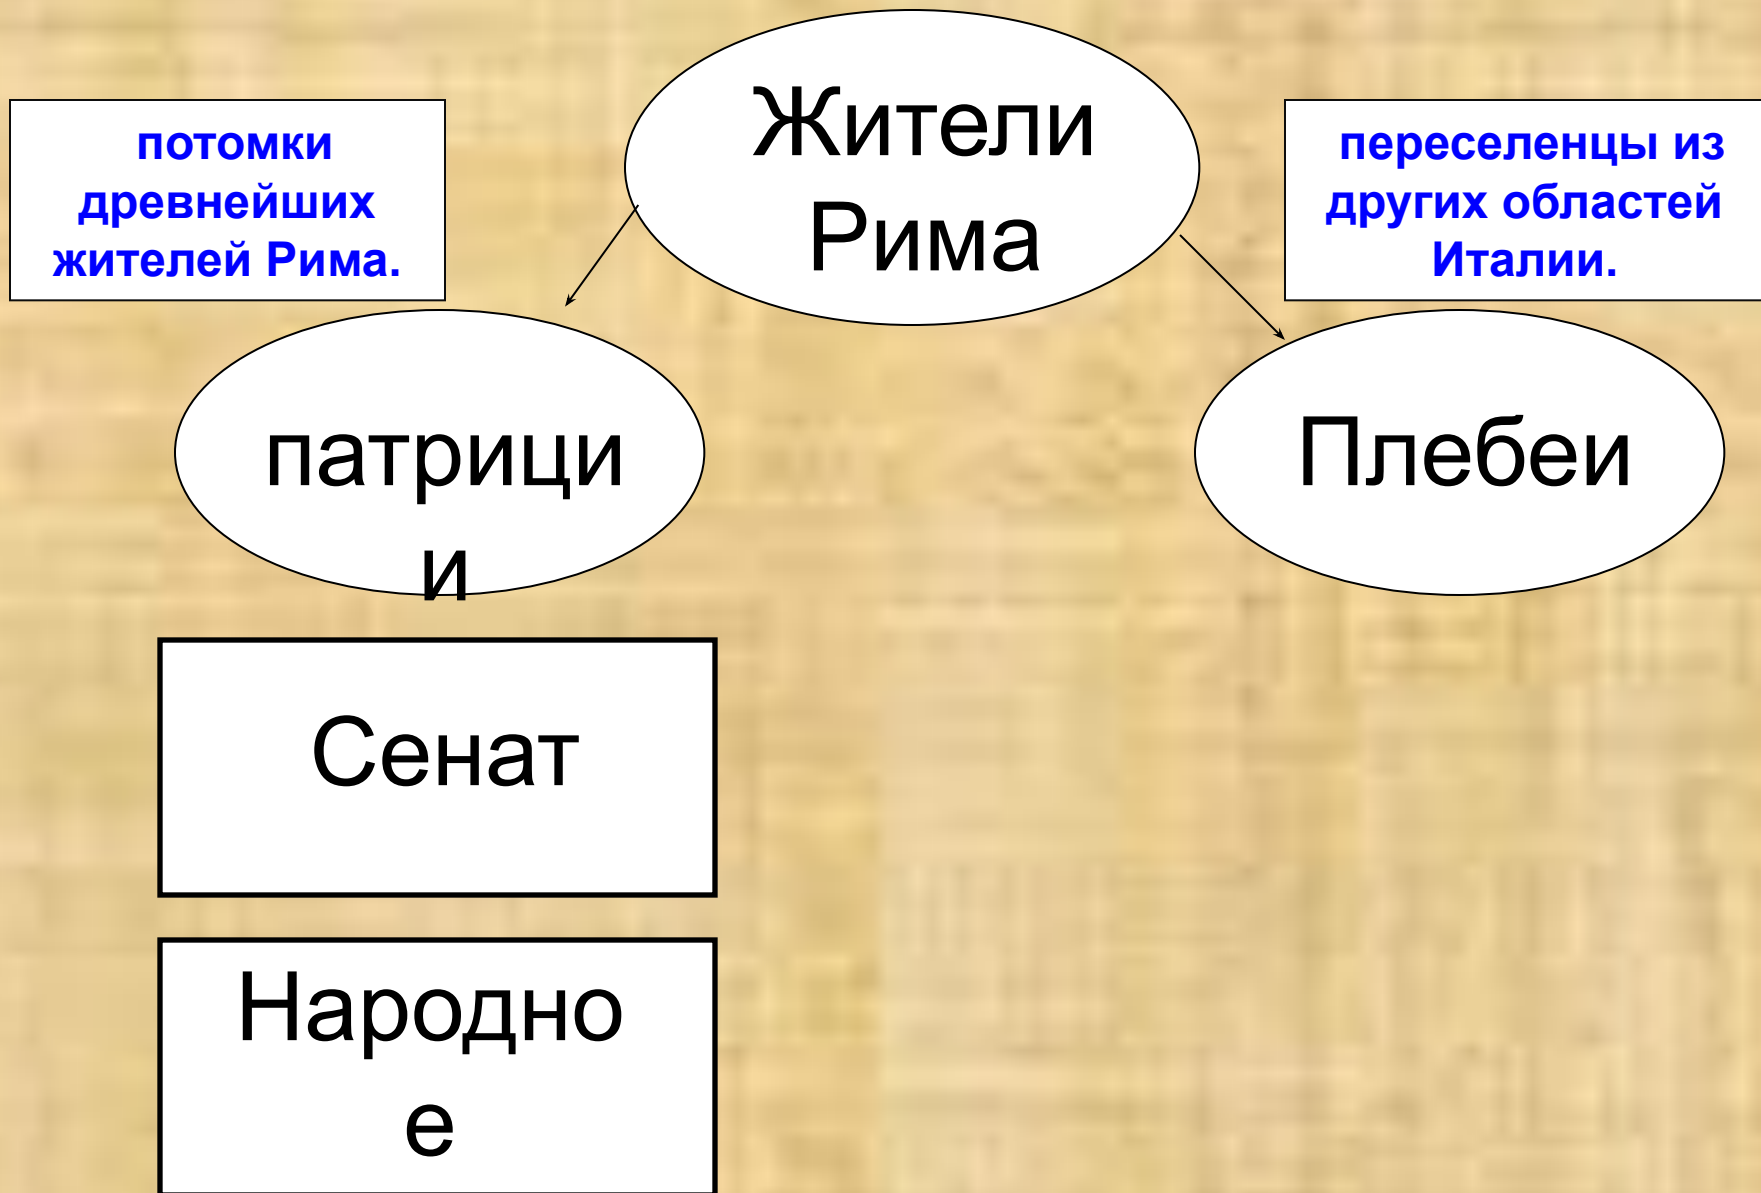 Жители
Рима
потомки
древнейших
жителей Рима.
переселенцы из
других областей
Италии.
патрици
и
Плебеи
Сенат
Народно
е